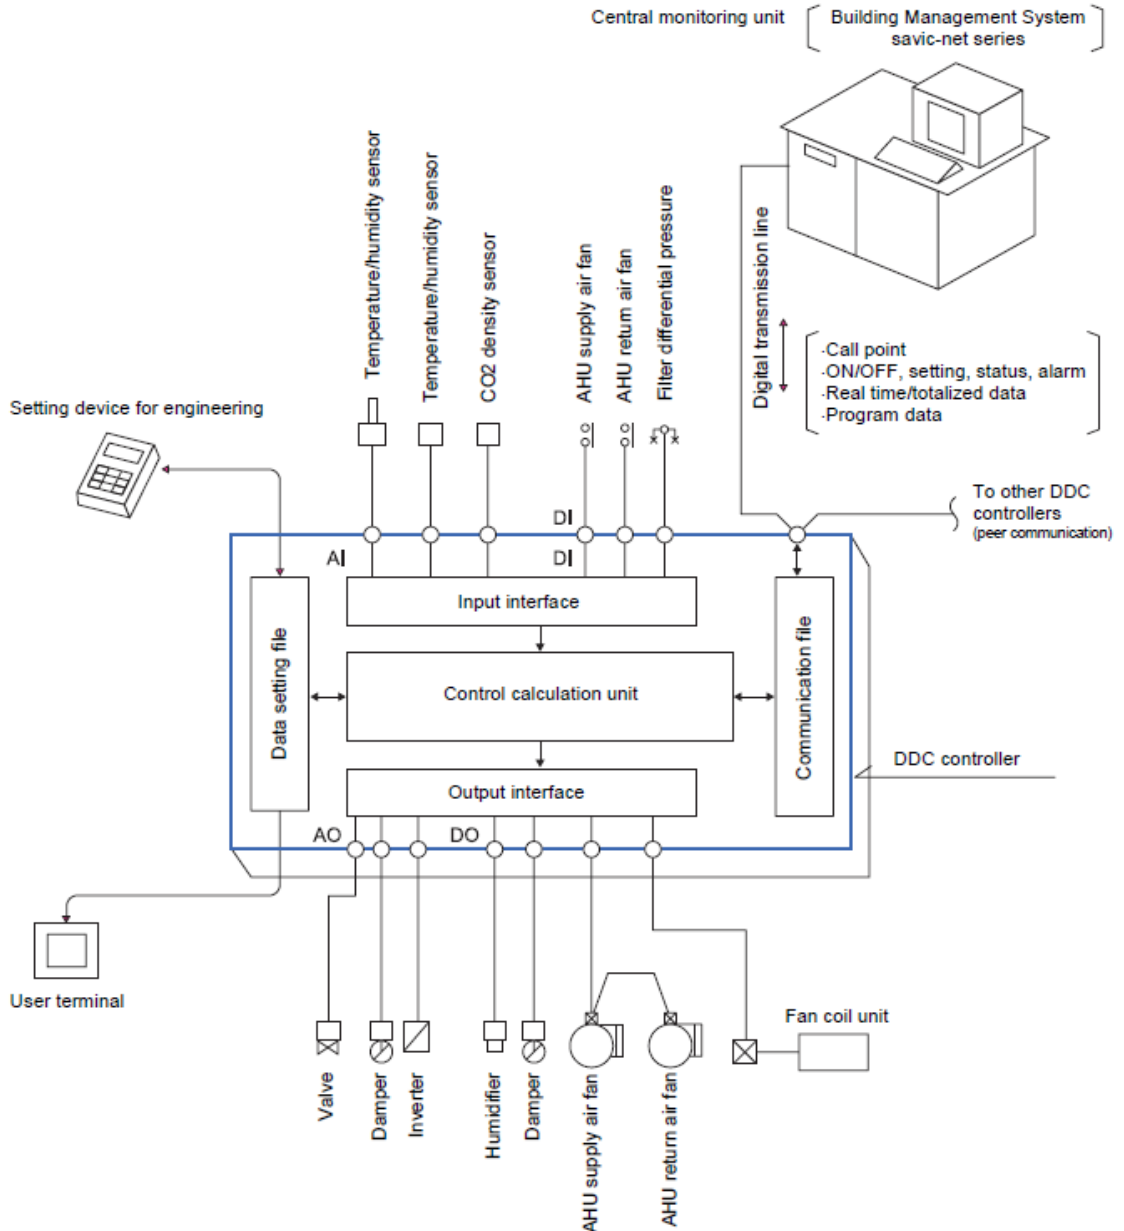 Central monitoring unit
Building Management System
savic-net series
Temperature/humidity sensor
Temperature/humidity sensor
CO2 density sensor
AHU supply air fan
AHU return air fan
Filter differential pressure
Digital transmission line
·Call point
·ON/OFF, setting, status, alarm
·Real time/totalized data
·Program data
Setting device for engineering
To other DDC
controllers
(peer communication)
DI
AI
DI
Input interface
Data setting file
Control calculation unit
Communication file
DDC controller
Output interface
AO
DO
User terminal
Fan coil unit
Valve
Damper
Inverter
Humidifier
Damper
AHU supply air fan
AHU return air fan